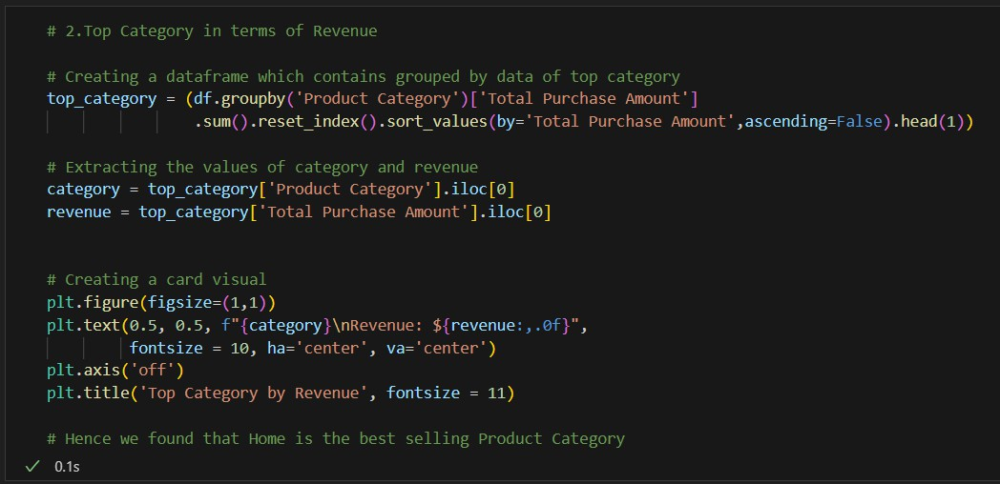 # 2.Top Category in terms of Revenue
# Creating a dataframe which contains grouped by data of top category
top_category = (df.groupby('Product Category')['Total Purchase Amount']
.sum().reset_index().sort_values(by='Total Purchase Amount',ascending=False).head(1))
# Extracting the values of category and revenue
category = top_category['Product Category'].iloc[0]
revenue = top_category['Total Purchase Amount'].iloc[0]
# Creating a card visual
plt.figure(figsize=(1,1))
plt.text(0.5, 0.5, f"{category}\nRevenue: ${revenue:,.0f}",
fontsize = 10, ha='center', va='center')
plt.axis('off')
plt.title('Top Category by Revenue', fontsize = 11)
# Hence we found that Home is the best selling Product Category
0.1s